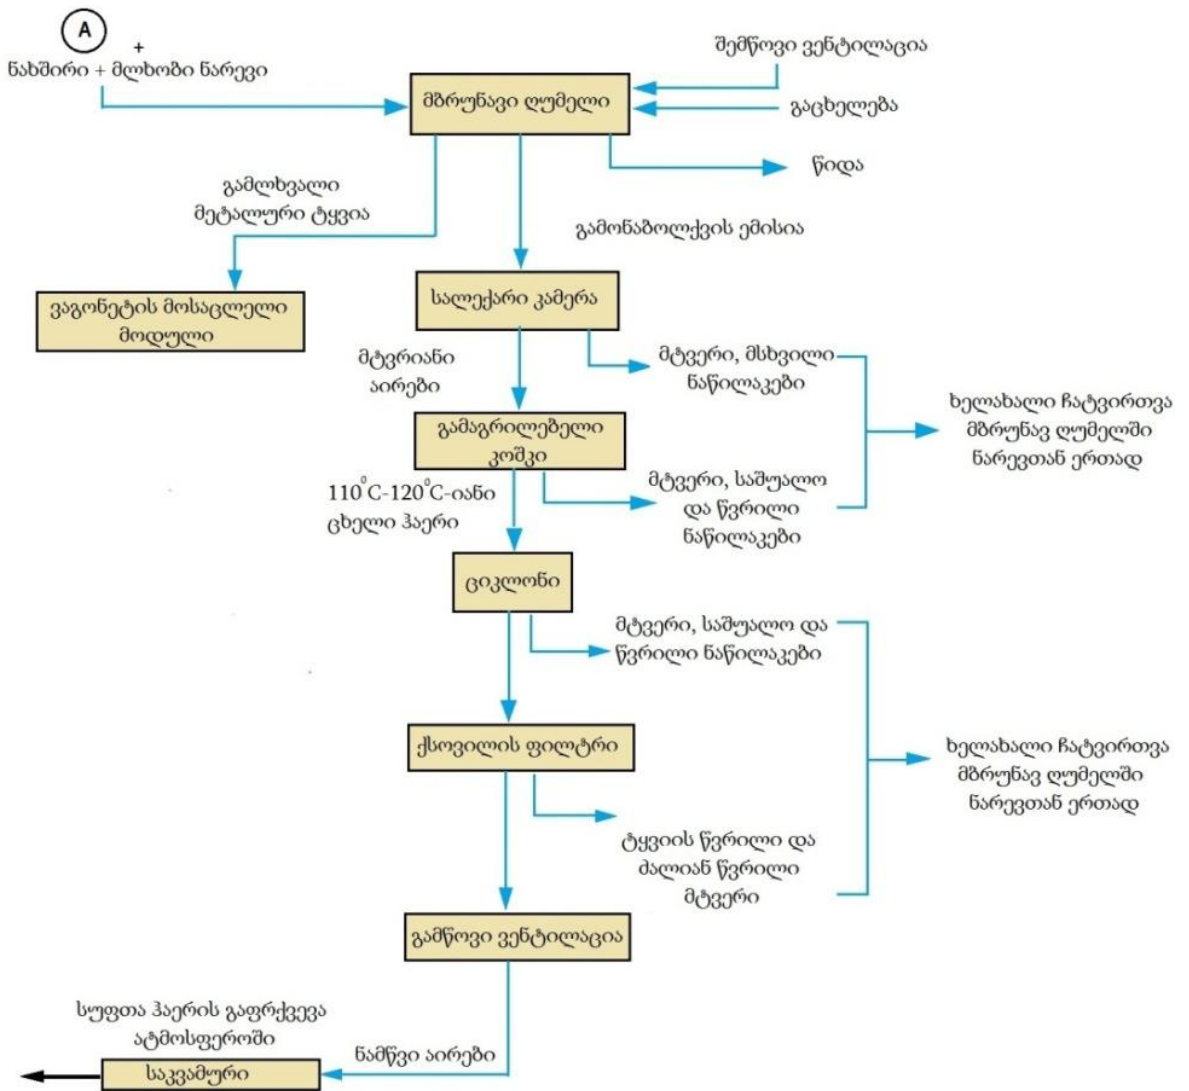 A
+
ნახშირი + მლხობი ნარევი
შემწოვი ვენტილაცია
მბრუნავი ღუმელი
გაცხელება
წიდა
გამლხვალი
მეტალური ტყვია
გამონაბოლქვის ემისია
სალექარი კამერა
ვაგონეტის მოსაცლელი
მოდული
მტვრიანი
აირები
მტვერი, მსხვილი
ნაწილაკები
ხელახალი ჩატვირთვა
მბრუნავ ღუმელში
ნარევთან ერთად
გამაგრილებელი
კოშკი
110°C-120°C-იანი
ცხელი ჰაერი
მტვერი, საშუალო
და წვრილი
ნაწილაკები
ციკლონი
მტვერი, საშუალო და
წვრილი ნაწილაკები
ქსოვილის ფილტრი
ხელახალი ჩატვირთვა
მბრუნავ ღუმელში
ნარევთან ერთად
ტყვიის წვრილი და
ძალიან წვრილი
მტვერი
გამწოვი ვენტილაცია
სუფთა ჰაერის გაფრქვევა
ატმოსფეროში
ნამწვი აირები
საკვამური